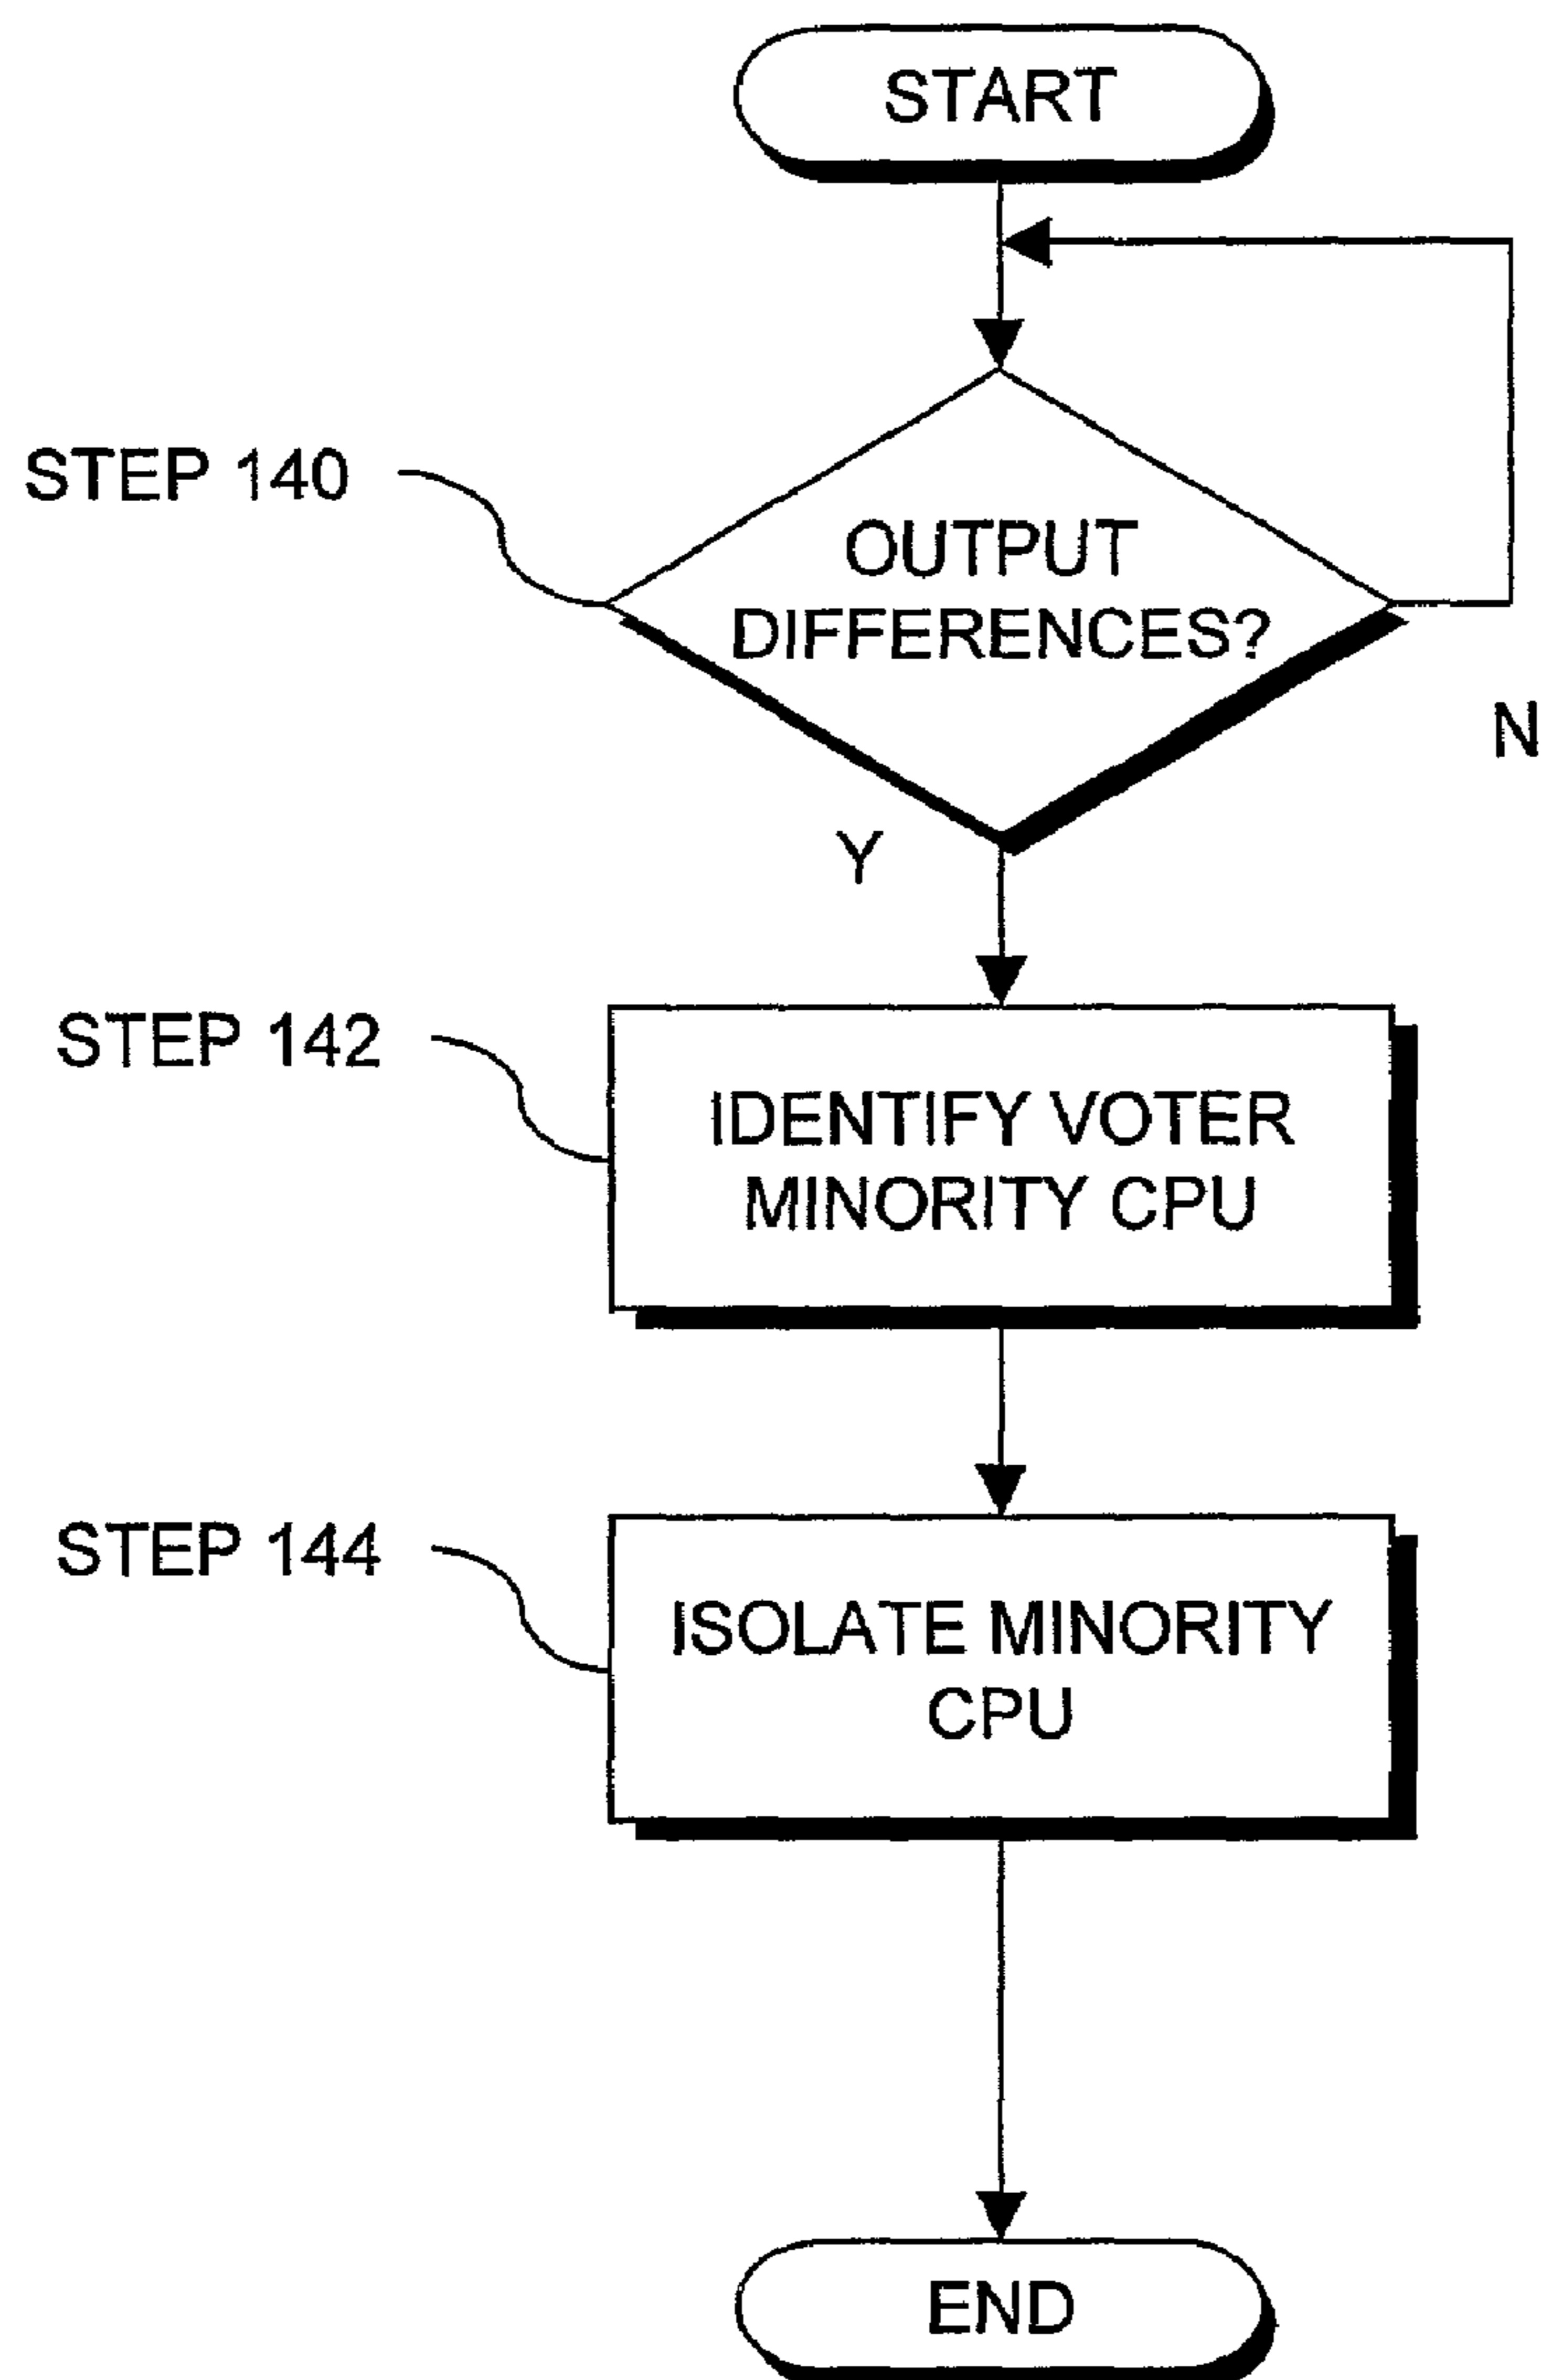 START
STEP 140
OUTPUT
DIFFERENCES?
N
Y
STEP 142
IDENTIFY VOTER
MINORITY CPU
STEP 144
ISOLATE MINORITY
CPU
END